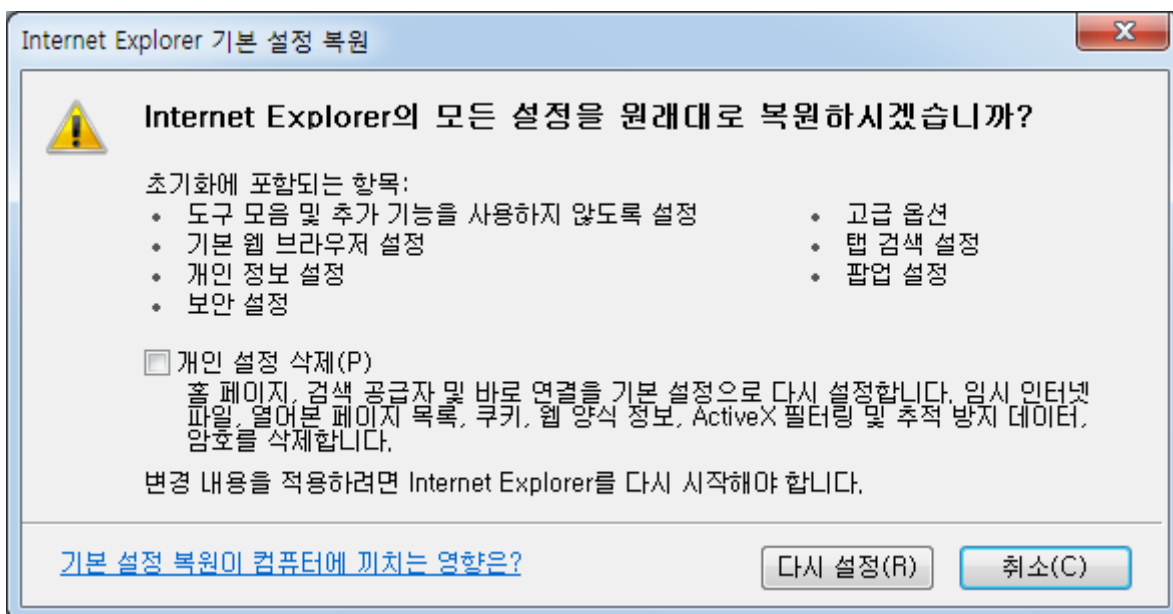 Internet Explorer 기본 설정 복원
Internet Explorer의 모든 설정을 원래대로 복원하시겠습니까?
초기화에 포함되는 항목:
• 도구 모음 및 추가 기능을 사용하지 않도록 설정
• 기본 웹 브라우저 설정
• 개인 정보 설정
• 보안 설정
• 고급 옵션
• 탭 검색 설정
• 팝업 설정
개인 설정 삭제(P)
홈 페이지, 검색 공급자 및 바로 연결을 기본 설정으로 다시 설정합니다. 임시 인터넷
파일, 열어본 페이지 목록, 쿠키, 웹 양식 정보, ActiveX 필터링 및 추적 방지 데이터,
암호를 삭제합니다.
변경 내용을 적용하려면 Internet Explorer를 다시 시작해야 합니다.
기본 설정 복원이 컴퓨터에 끼치는 영향은?
다시 설정(R)
취소(C)